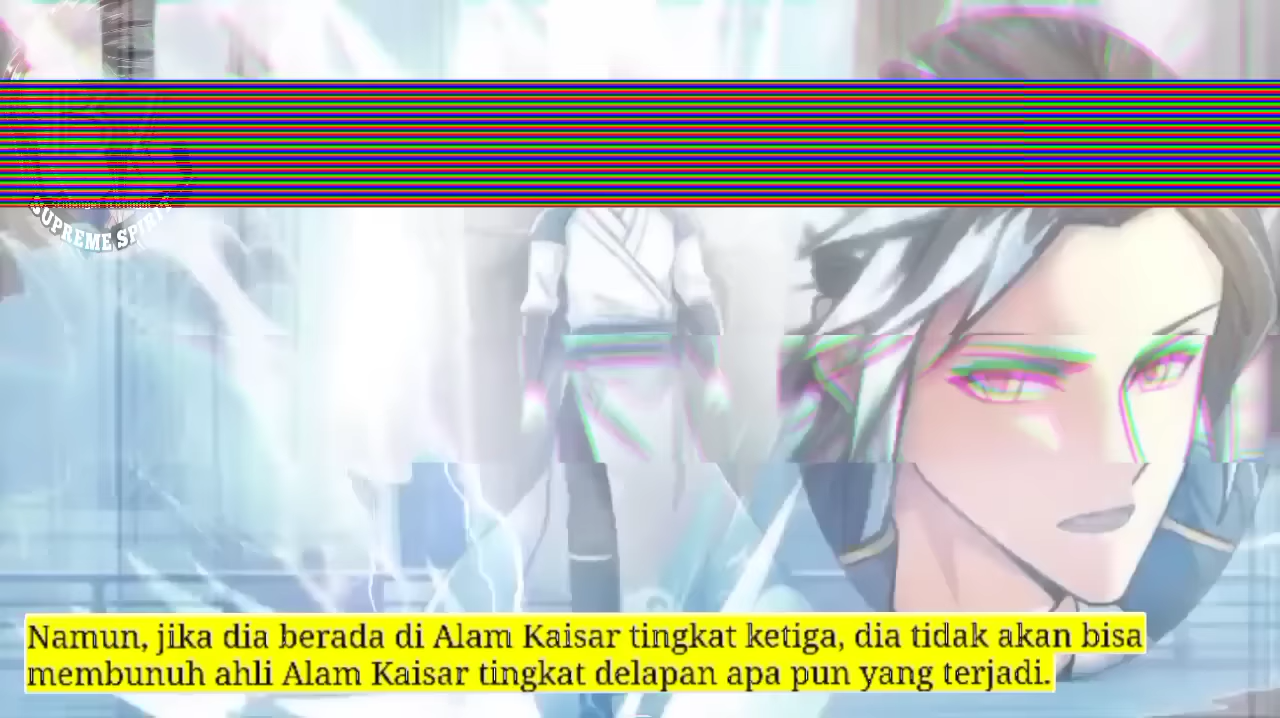 SUPREME SPIRIT
Namun, jika dia berada di Alam Kaisar tingkat ketiga, dia tidak akan bisa
membunuh ahli Alam Kaisar tingkat delapan apa pun yang terjadi.